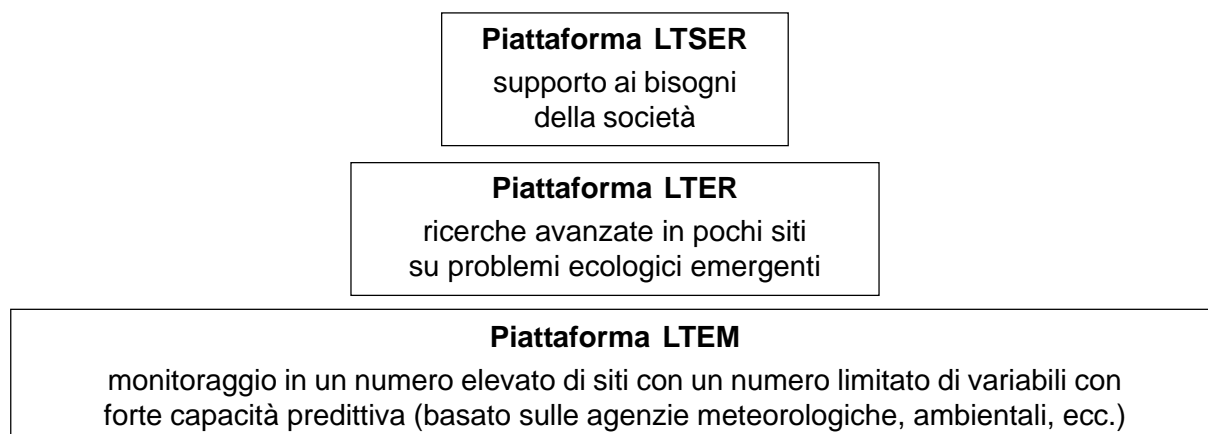 Piattaforma LTSER
supporto ai bisogni
della società
Piattaforma LTER
ricerche avanzate in pochi siti
su problemi ecologici emergenti
Piattaforma LTEM
monitoraggio in un numero elevato di siti con un numero limitato di variabili con
forte capacità predittiva (basato sulle agenzie meteorologiche, ambientali, ecc.)